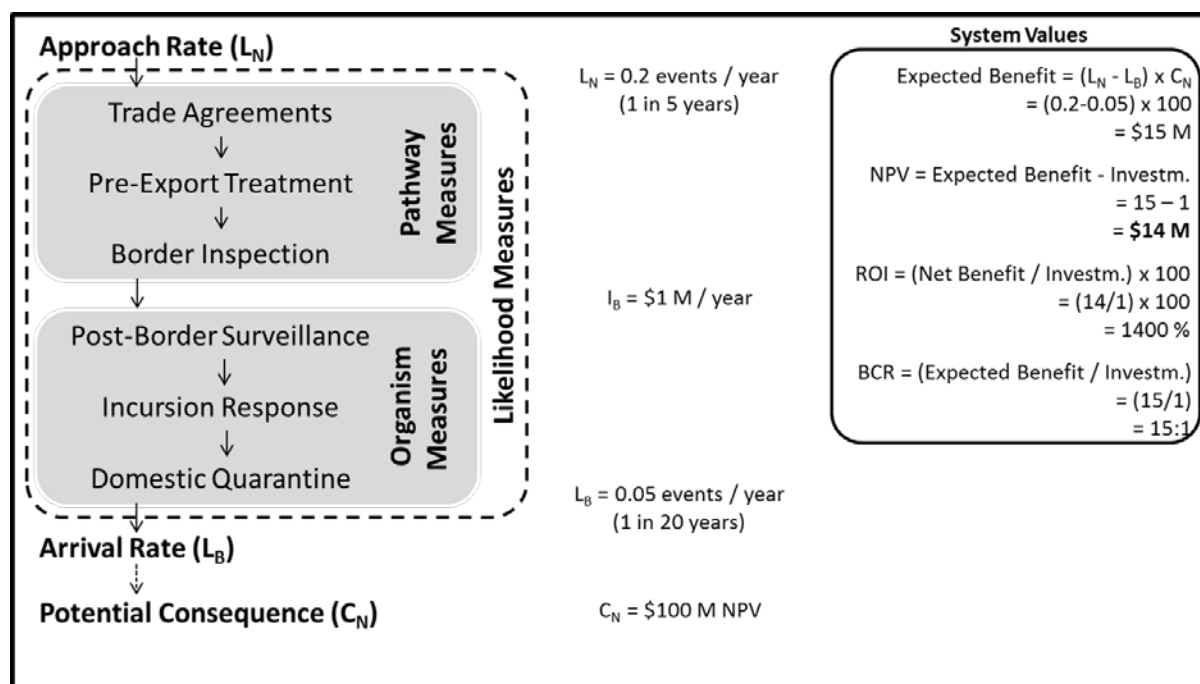 Approach Rate (L_N)
Trade Agreements
Pre-Export Treatment
Border Inspection
Pathway
Measures
Post-Border Surveillance
Incursion Response
Domestic Quarantine
Organism
Measures
Likelihood Measures
Arrival Rate (L_B)
Potential Consequence (C_N)
L_N = 0.2 events / year
(1 in 5 years)
I_B = $1 M / year
L_B = 0.05 events / year
(1 in 20 years)
C_N = $100 M NPV
System Values
Expected Benefit = (L_N - L_B) x C_N
= (0.2-0.05) x 100
= $15 M
NPV = Expected Benefit - Investm.
= 15 – 1
= $14 M
ROI = (Net Benefit / Investm.) x 100
= (14/1) x 100
= 1400 %
BCR = (Expected Benefit / Investm.)
= (15/1)
= 15:1